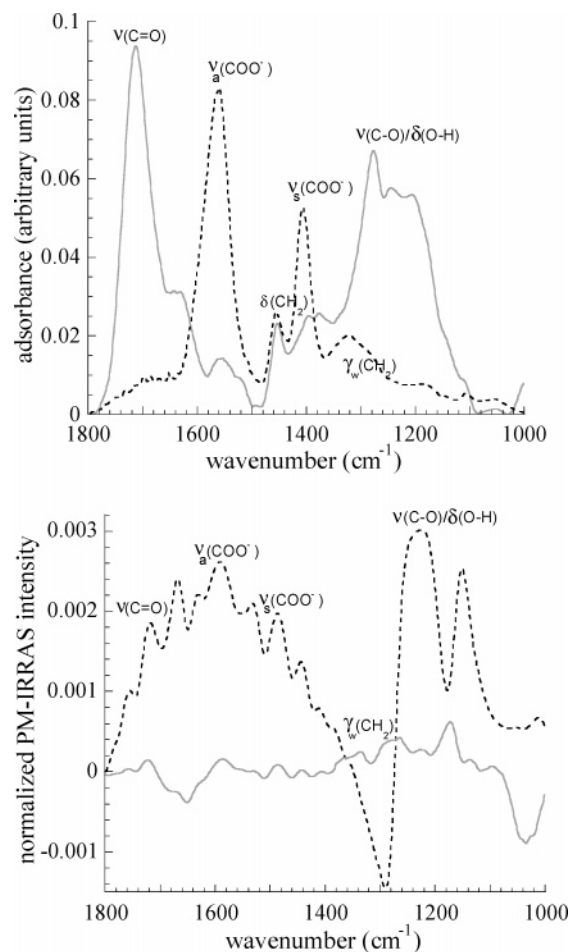 0.1
ν(C=O)
ν
a(COO⁻)
0.08
ν(C-O)/δ(O-H)
0.06
νs(COO⁻)
0.04
δ(CH₂)
0.02
γw(CH₂)
0
adsorbance (arbitrary units)
1800 1600 1400 1200 1000
wavenumber (cm⁻¹)
ν(C-O)/δ(O-H)
0.003
νa(COO⁻)
ν(C=O)
νs(COO⁻)
0.002
0.001
γw(CH₂)
0
-0.001
normalized PM-IRRAS intensity
1800 1600 1400 1200 1000
wavenumber (cm⁻¹)